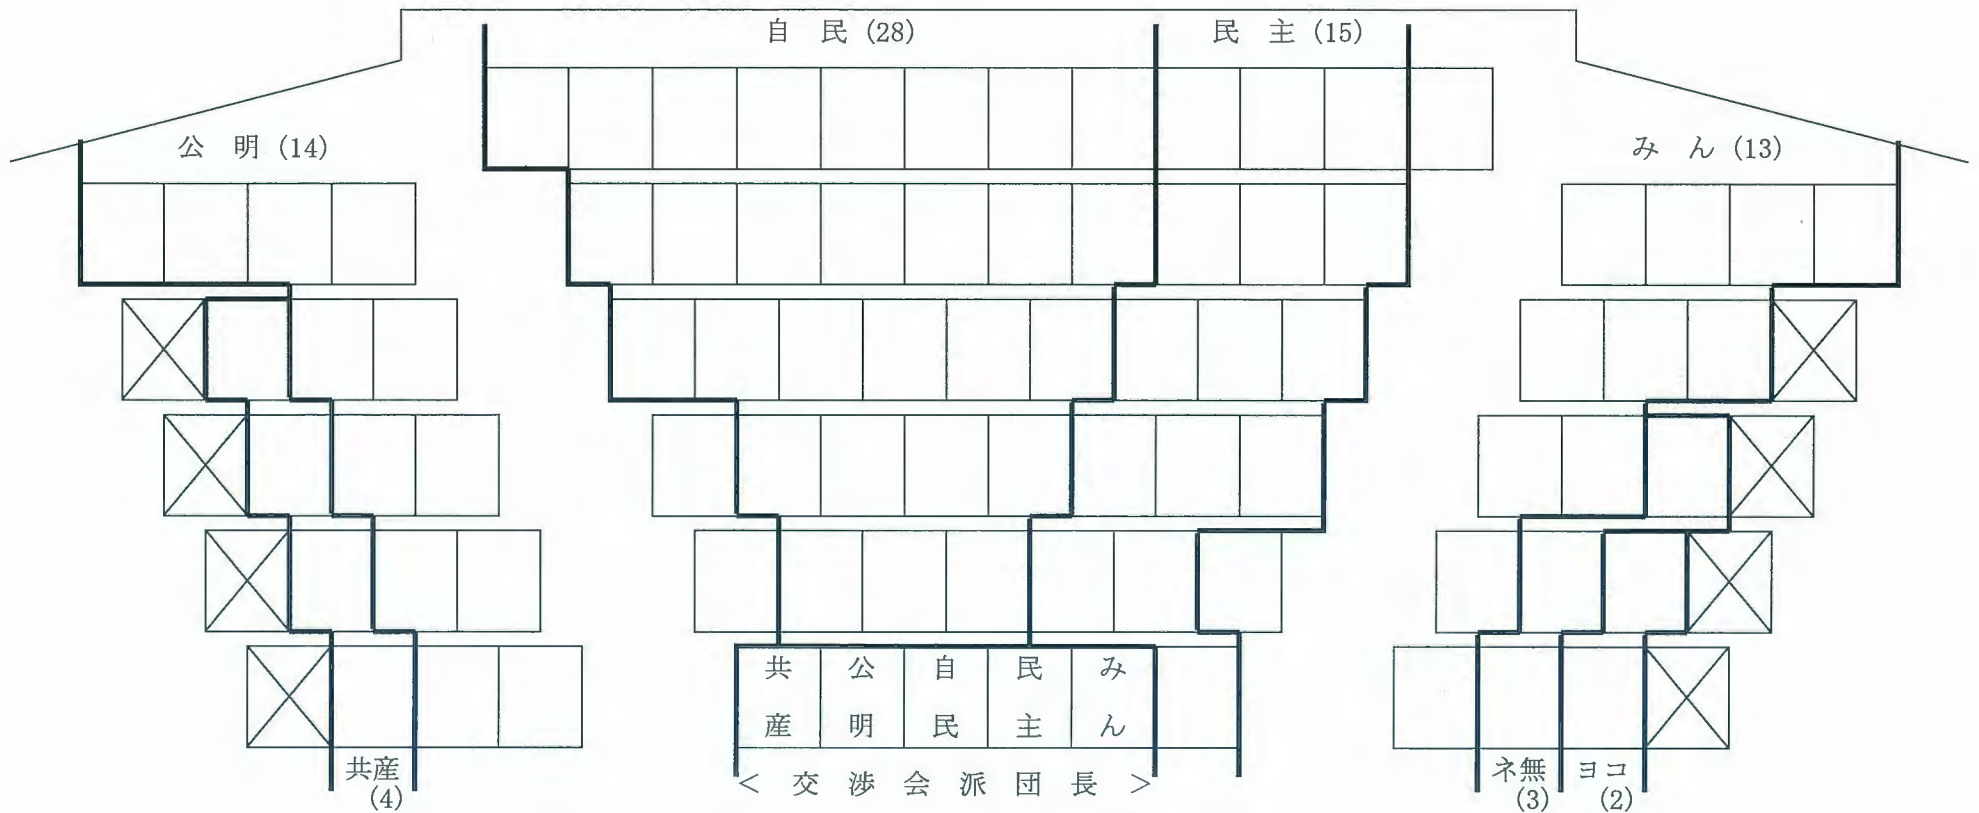 自 民 (28)
民 主 (15)
公 明 (14)
み ん (13)
共産
公明
自民
民主
みん
< 交 渉 会 派 団 長 >
共産
(4)
ネ無
(3)
ヨコ
(2)